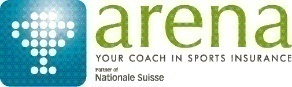 arena
YOUR COACH IN SPORTS INSURANCE
Partner of
Nationale Suisse